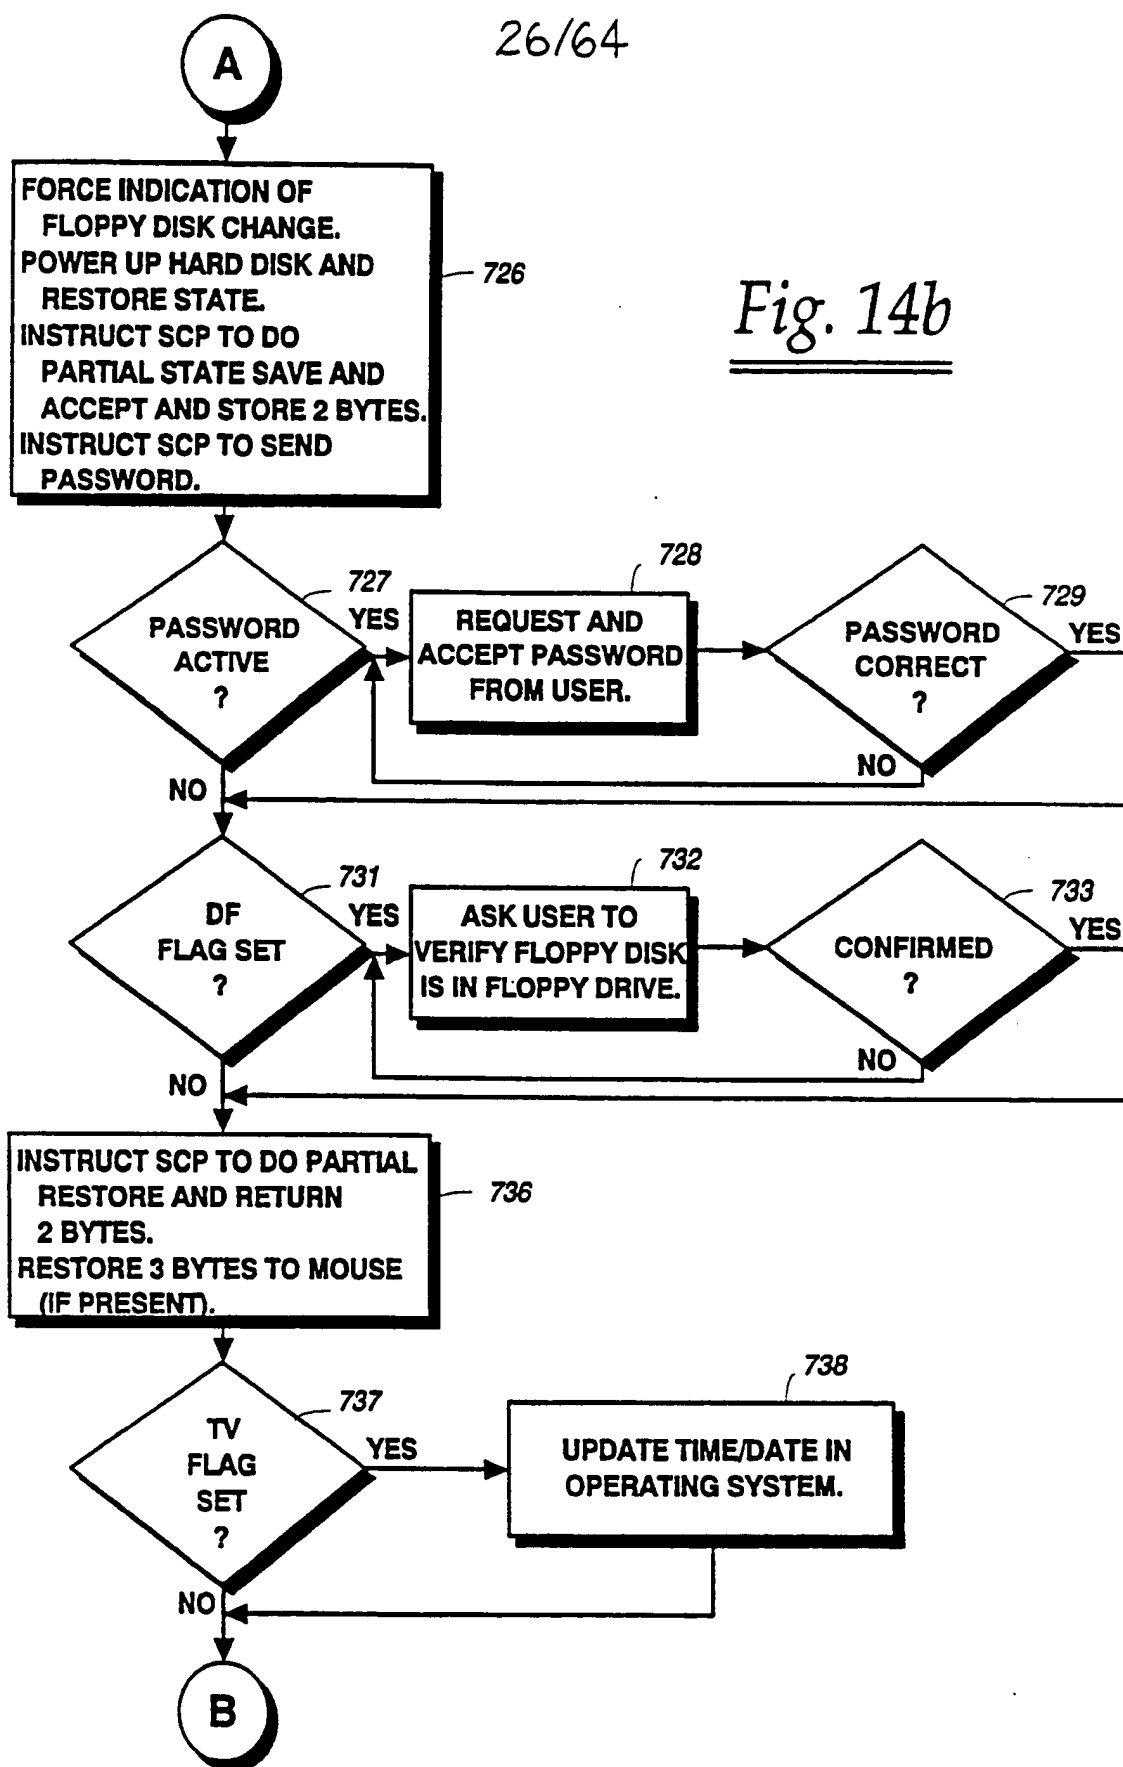 26/64
A
FORCE INDICATION OF
FLOPPY DISK CHANGE.
POWER UP HARD DISK AND
RESTORE STATE.
INSTRUCT SCP TO DO
PARTIAL STATE SAVE AND
ACCEPT AND STORE 2 BYTES.
INSTRUCT SCP TO SEND
PASSWORD.
726
Fig. 14b
PASSWORD
ACTIVE
?
727
YES
NO
REQUEST AND
ACCEPT PASSWORD
FROM USER.
728
PASSWORD
CORRECT
?
729
YES
NO
DF
FLAG SET
?
731
YES
NO
ASK USER TO
VERIFY FLOPPY DISK
IS IN FLOPPY DRIVE.
732
CONFIRMED
?
733
YES
NO
INSTRUCT SCP TO DO PARTIAL
RESTORE AND RETURN
2 BYTES.
RESTORE 3 BYTES TO MOUSE
(IF PRESENT).
736
TV
FLAG
SET
?
737
YES
NO
UPDATE TIME/DATE IN
OPERATING SYSTEM.
738
B